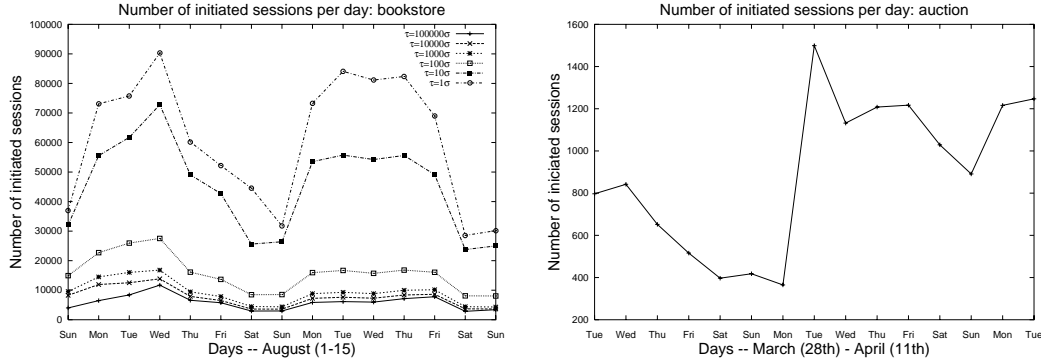 Number of initiated sessions per day: bookstore
Number of initiated sessions
100000
90000
80000
70000
60000
50000
40000
30000
20000
10000
0
τ=100000σ
τ=10000σ
τ=1000σ
τ=100σ
τ=10σ
τ=1σ
Sun Mon Tue Wed Thu Fri Sat Sun Mon Tue Wed Thu Fri Sat Sun
Days -- August (1-15)
Number of initiated sessions per day: auction
Number of iniciated sessions
1600
1400
1200
1000
800
600
400
200
Tue Wed Thu Fri Sat Sun Mon Tue Wed Thu Fri Sat Sun Mon Tue
Days -- March (28th) - April (11th)